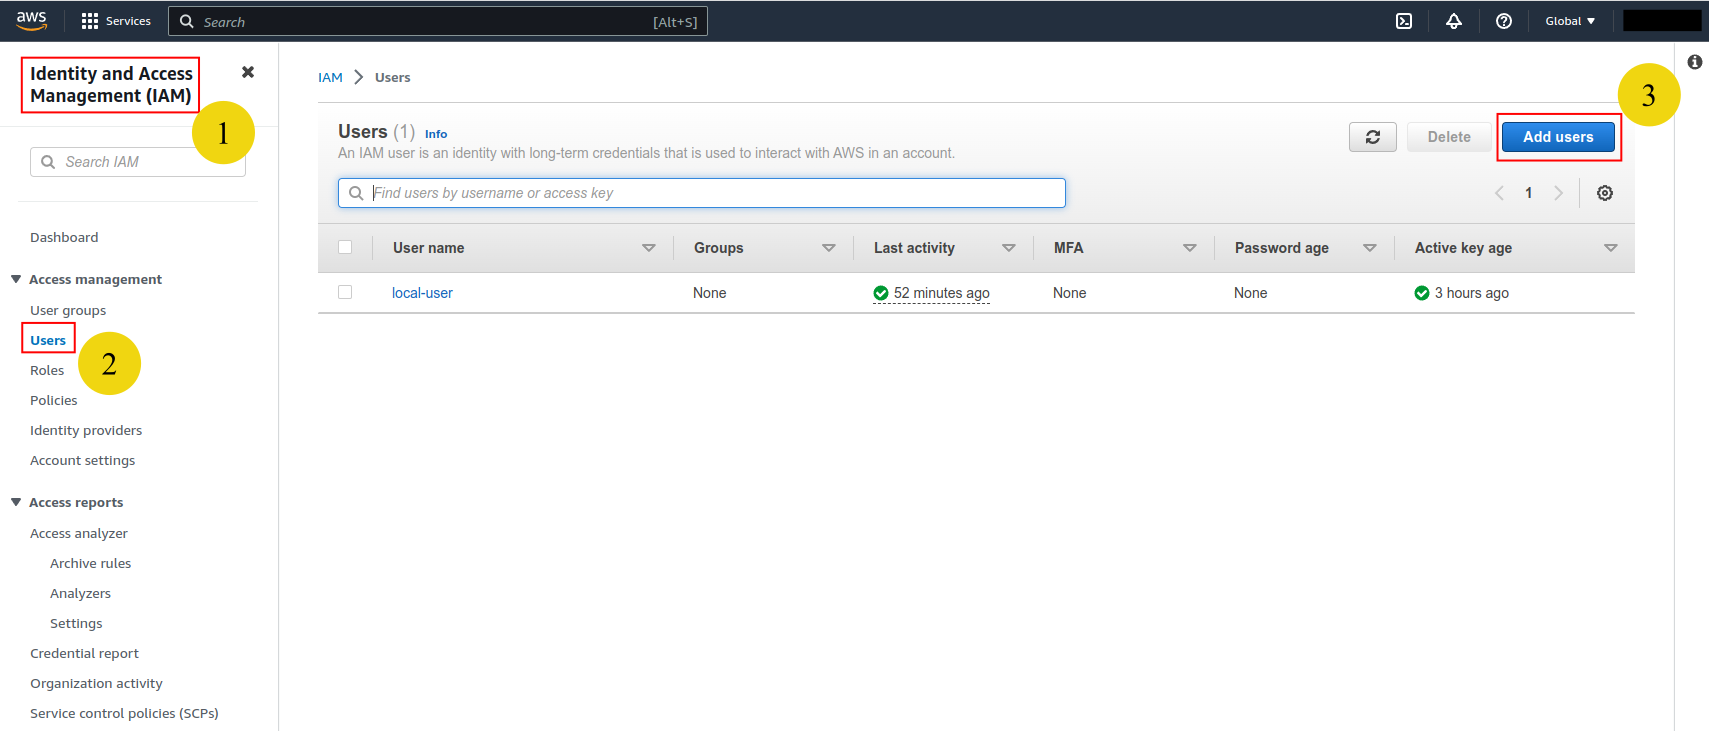 aws
Services
Search
[Alt+S]
Global
Identity and Access
Management (IAM)
1
Search IAM
Dashboard
Access management
User groups
Users
2
Roles
Policies
Identity providers
Account settings
Access reports
Access analyzer
Archive rules
Analyzers
Settings
Credential report
Organization activity
Service control policies (SCPs)
IAM > Users
Users (1) Info
An IAM user is an identity with long-term credentials that is used to interact with AWS in an account.
Delete
Add users
3
Find users by username or access key
1
User name Groups Last activity MFA Password age Active key age
local-user None 52 minutes ago None None 3 hours ago